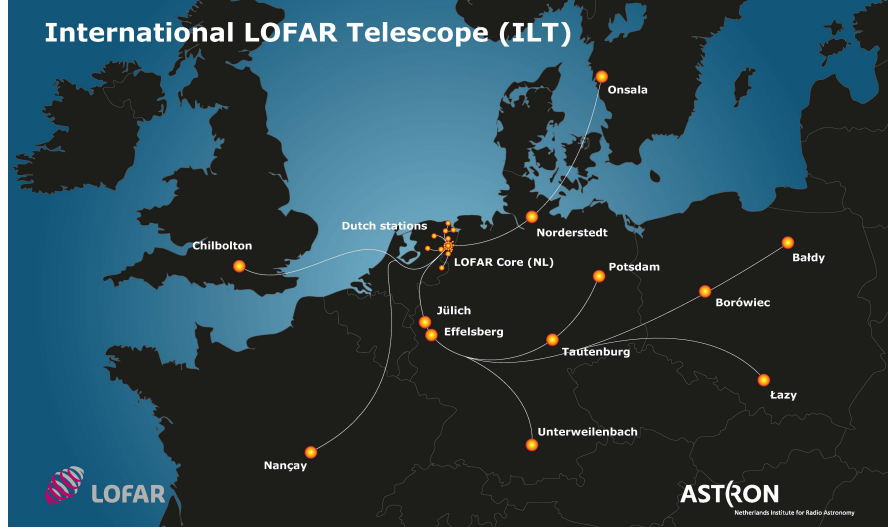 International LOFAR Telescope (ILT)
Onsala
Dutch stations
Norderstedt
Chilbolton
LOFAR Core (NL)
Bałdy
Potsdam
Borówiec
Jülich
Effelsberg
Tautenburg
Łazy
Unterweilenbach
Nançay
LOFAR
ASTRON
Netherlands Institute for Radio Astronomy